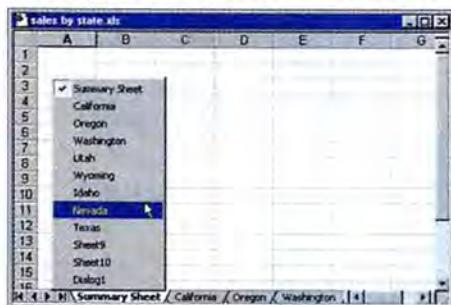 sales by state.xls
A B C D E F G
1
2
3 ✔ Summary Sheet
4 California
5 Oregon
6 Washington
7 Utah
8 Wyoming
9 Idaho
10
11 Nevada
12 Texas
13 Sheet9
14 Sheet10
15 Dialog1
16
Summary Sheet / California / Oregon / Washington